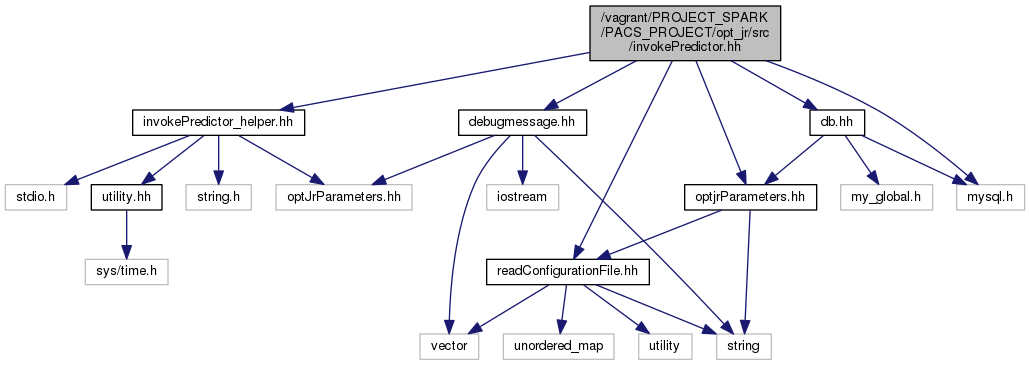 /vagrant/PROJECT_SPARK
/PACS_PROJECT/opt_jr/src
/invokePredictor.hh
invokePredictor_helper.hh
debugmessage.hh
db.hh
stdio.h
utility.hh
string.h
optJrParameters.hh
iostream
optjrParameters.hh
my_global.h
mysql.h
sys/time.h
readConfigurationFile.hh
vector
unordered_map
utility
string